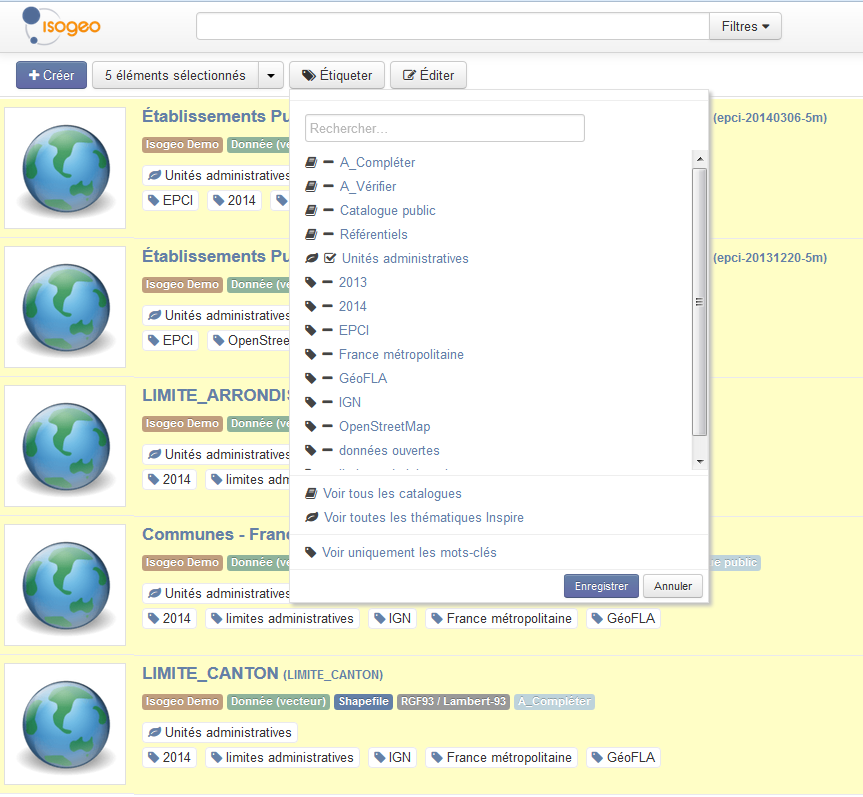 isogeo
Filtres
Créer
5 éléments sélectionnés
Étiqueter
Éditer
Établissements Pu
(epci-20140306-5m)
Isogeo Demo
Donnée (ve
Unités administratives
EPCI
2014
Établissements Pu
(epci-20131220-5m)
Isogeo Demo
Donnée (ve
Unités administratives
EPCI
OpenStree
LIMITE_ARRONDIS
Isogeo Demo
Donnée (ve
Unités administratives
2014
limites adm
Communes - Franc
Isogeo Demo
Donnée (ve
public
Unités administratives
2014
limites administratives
IGN
France métropolitaine
GéoFLA
LIMITE_CANTON (LIMITE_CANTON)
Isogeo Demo
Donnée (vecteur)
Shapefile
RGF93 / Lambert-93
A_Compléter
Unités administratives
2014
limites administratives
IGN
France métropolitaine
GéoFLA
Rechercher...
A_Compléter
A_Vérifier
Catalogue public
Référentiels
Unités administratives
2013
2014
EPCI
France métropolitaine
GéoFLA
IGN
OpenStreetMap
données ouvertes
Voir tous les catalogues
Voir toutes les thématiques Inspire
Voir uniquement les mots-clés
Enregistrer
Annuler